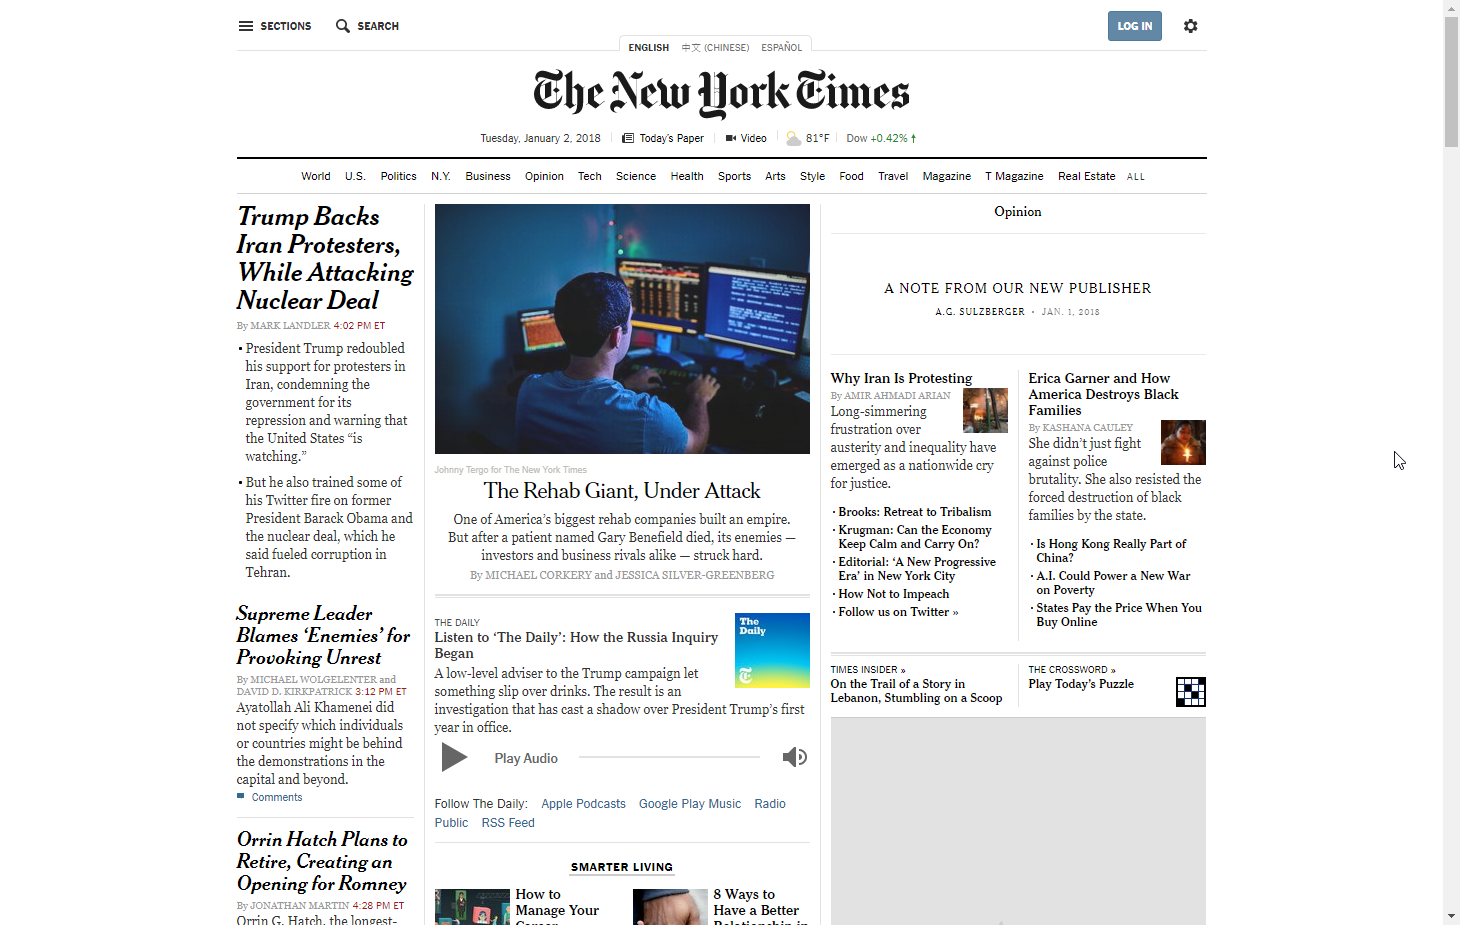 SECTIONS
SEARCH
LOG IN
ENGLISH 中文 (CHINESE) ESPAÑOL
The New York Times
Tuesday, January 2, 2018
Today's Paper
Video
81°F
Dow +0.42% ↑
World U.S. Politics N.Y. Business Opinion Tech Science Health Sports Arts Style Food Travel Magazine T Magazine Real Estate ALL
Trump Backs
Iran Protesters,
While Attacking
Nuclear Deal
By MARK LANDLER 4:02 PM ET
• President Trump redoubled
his support for protesters in
Iran, condemning the
government for its
repression and warning that
the United States “is
watching.”
• But he also trained some of
his Twitter fire on former
President Barack Obama and
the nuclear deal, which he
said fueled corruption in
Tehran.
Supreme Leader
Blames ‘Enemies’ for
Provoking Unrest
By MICHAEL WOLGELENTER and
DAVID D. KIRKPATRICK 3:12 PM ET
Ayatollah Ali Khamenei did
not specify which individuals
or countries might be behind
the demonstrations in the
capital and beyond.
Comments
Orrin Hatch Plans to
Retire, Creating an
Opening for Romney
By JONATHAN MARTIN 4:28 PM ET
Orrin G. Hatch, the longest-
Johnny Tergo for The New York Times
The Rehab Giant, Under Attack
One of America’s biggest rehab companies built an empire.
But after a patient named Gary Benefield died, its enemies —
investors and business rivals alike — struck hard.
By MICHAEL CORKERY and JESSICA SILVER-GREENBERG
THE DAILY
Listen to ‘The Daily’: How the Russia Inquiry
Began
A low-level adviser to the Trump campaign let
something slip over drinks. The result is an
investigation that has cast a shadow over President Trump’s first
year in office.
The
Daily
Play Audio
Follow The Daily: Apple Podcasts Google Play Music Radio
Public RSS Feed
SMARTER LIVING
How to
Manage Your
Career
8 Ways to
Have a Better
Relationship in
Opinion
A NOTE FROM OUR NEW PUBLISHER
A.G. SULZBERGER • JAN. 1, 2018
Why Iran Is Protesting
By AMIR AHMADI ARIAN
Long-simmering
frustration over
austerity and inequality have
emerged as a nationwide cry
for justice.
• Brooks: Retreat to Tribalism
• Krugman: Can the Economy
Keep Calm and Carry On?
• Editorial: ‘A New Progressive
Era’ in New York City
• How Not to Impeach
• Follow us on Twitter »
Erica Garner and How
America Destroys Black
Families
By KASHANA CAULEY
She didn’t just fight
against police
brutality. She also resisted the
forced destruction of black
families by the state.
• Is Hong Kong Really Part of
China?
• A.I. Could Power a New War
on Poverty
• States Pay the Price When You
Buy Online
TIMES INSIDER »
On the Trail of a Story in
Lebanon, Stumbling on a Scoop
THE CROSSWORD »
Play Today’s Puzzle